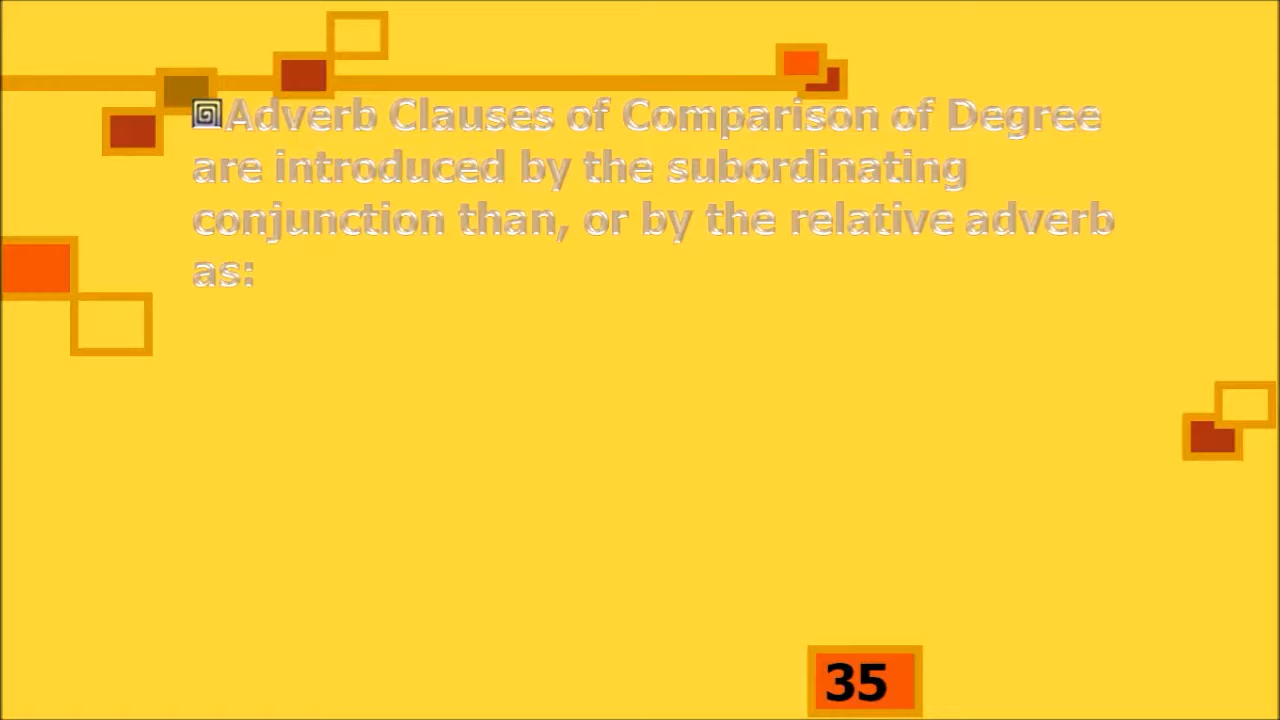 Adverb Clauses of Comparison of Degree
are introduced by the subordinating
conjunction than, or by the relative adverb
as:
35